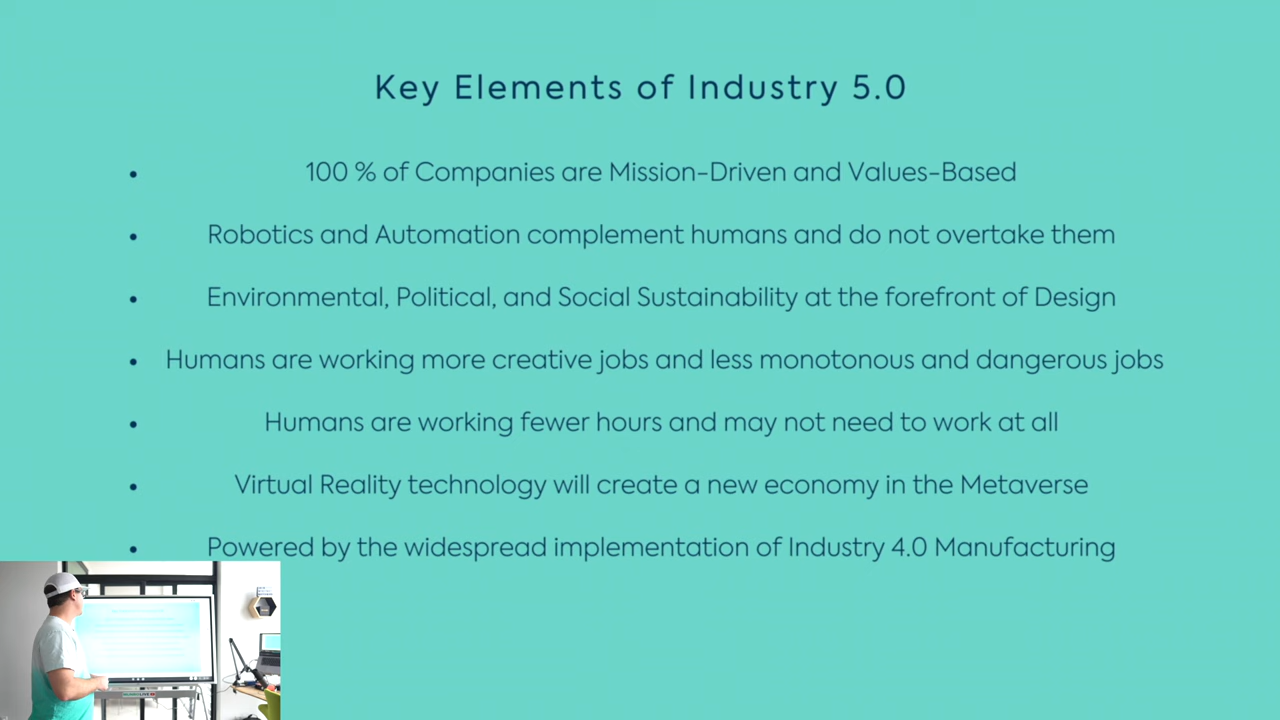 Key Elements of Industry 5.0
• 100 % of Companies are Mission-Driven and Values-Based
• Robotics and Automation complement humans and do not overtake them
• Environmental, Political, and Social Sustainability at the forefront of Design
• Humans are working more creative jobs and less monotonous and dangerous jobs
• Humans are working fewer hours and may not need to work at all
• Virtual Reality technology will create a new economy in the Metaverse
• Powered by the widespread implementation of Industry 4.0 Manufacturing